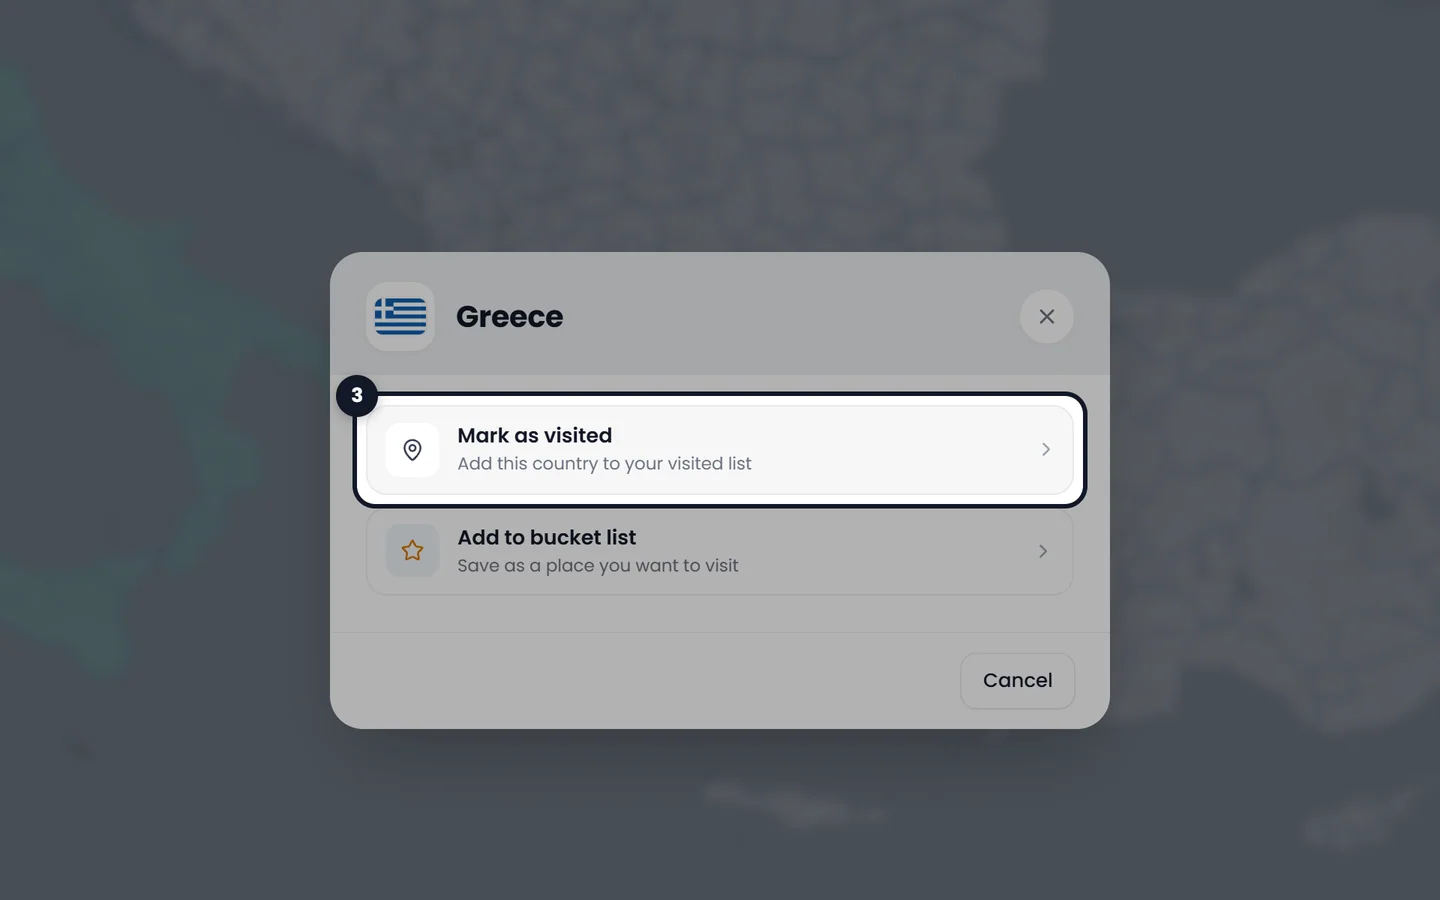 Greece
3
Mark as visited
Add this country to your visited list
Add to bucket list
Save as a place you want to visit
Cancel